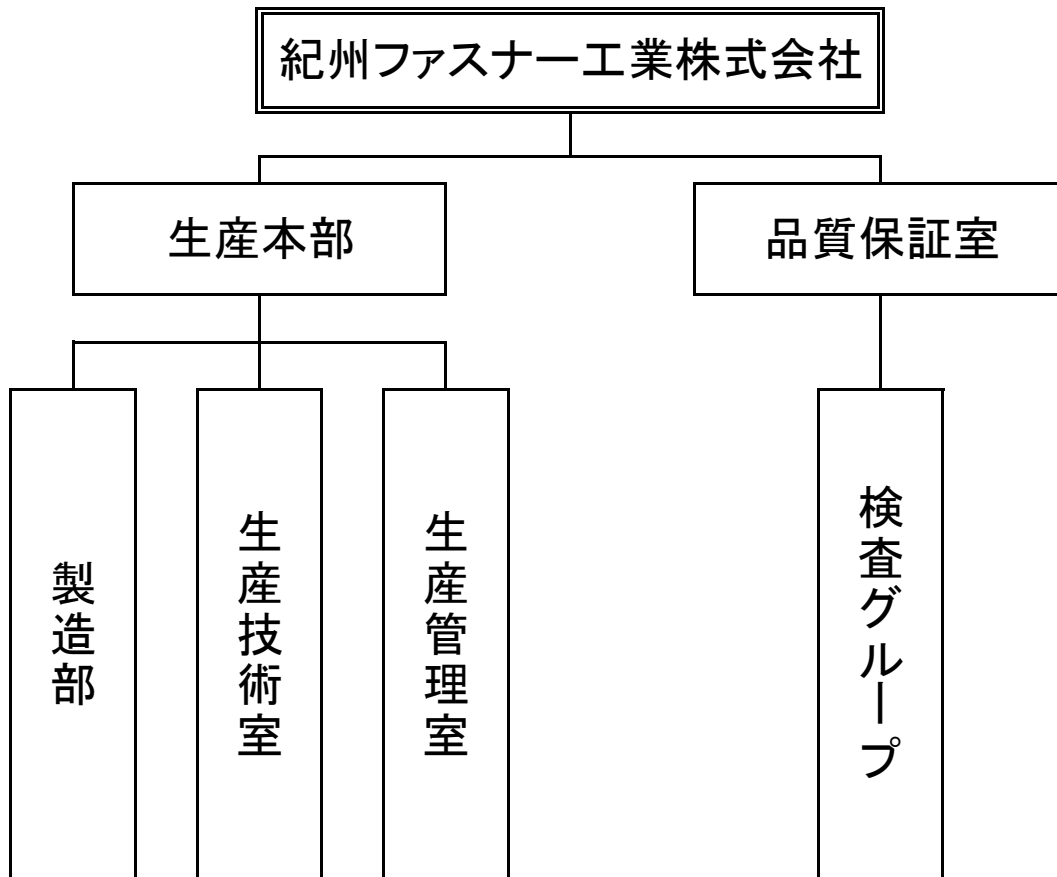 紀州ファスナー工業株式会社
生産本部
品質保証室
製造部
生産技術室
生産管理室
検査グループ